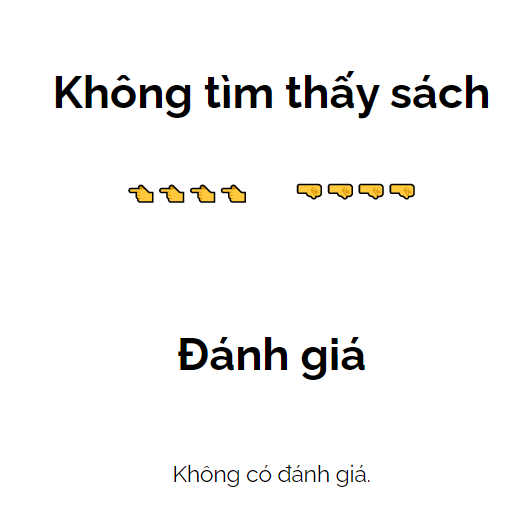 Không tìm thấy sách
👈👈👈👈 🤜🤜🤜🤜
Đánh giá
Không có đánh giá.